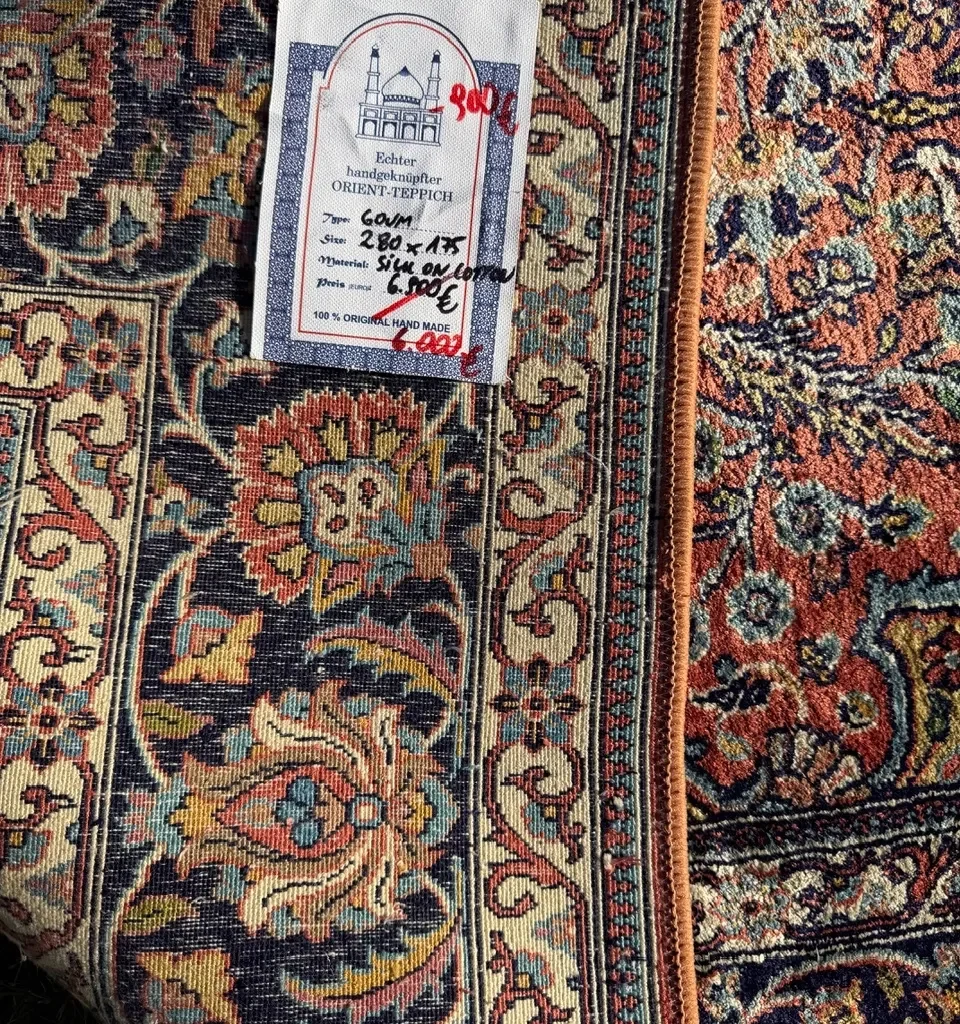 - 900 €
Echter
handgeknüpfter
ORIENT-TEPPICH
Type: GOUM
Size: 280 x 175
Material: SILK ON COTTON
Preis (EURO): 6.900 €
100 % ORIGINAL HAND MADE
6.000 €